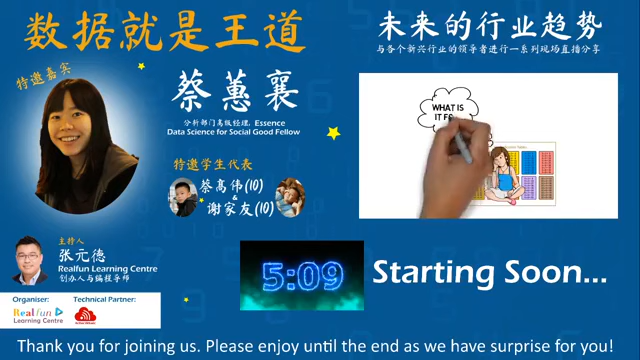 数据就是王道
未来的行业趋势
与各个新兴行业的领导者进行一系列现场直播分享
特邀嘉宾
蔡蕙襄
分析部门高级经理, Essence
Data Science for Social Good Fellow
特邀学生代表
蔡高伟(10)
&
谢家友(10)
WHAT IS
IT
主持人
张元德
Realfun Learning Centre
创办人与编程导师
5:09
Starting Soon...
Organiser:
Technical Partner:
Realfun
Learning Centre
Thank you for joining us. Please enjoy until the end as we have surprise for you!